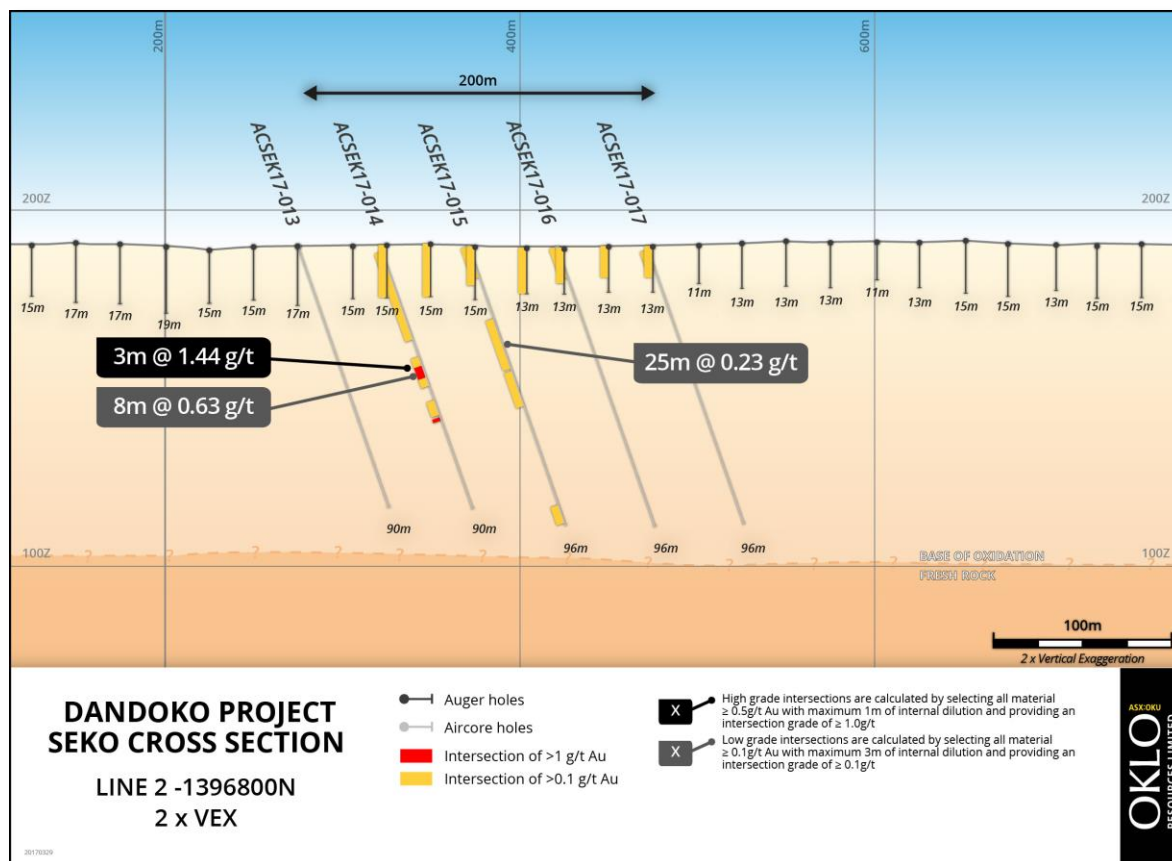 200m
400m
600m
200m
ACSEK17-013
ACSEK17-014
ACSEK17-015
ACSEK17-016
ACSEK17-017
200Z
200Z
15m
17m
17m
19m
15m
15m
17m
15m
15m
15m
15m
13m
13m
13m
13m
11m
13m
13m
13m
11m
13m
15m
15m
13m
15m
15m
3m @ 1.44 g/t
8m @ 0.63 g/t
25m @ 0.23 g/t
90m
90m
96m
96m
96m
100Z
? ? ? ? ? ? ? ? ? ?
BASE OF OXIDATION
FRESH ROCK
100Z
100m
2 x Vertical Exaggeration
DANDOKO PROJECT
SEKO CROSS SECTION
LINE 2 -1396800N
2 x VEX
20170329
Auger holes
Aircore holes
Intersection of >1 g/t Au
Intersection of >0.1 g/t Au
X
High grade intersections are calculated by selecting all material
≥ 0.5g/t Au with maximum 1m of internal dilution and providing an
intersection grade of ≥ 1.0g/t
X
Low grade intersections are calculated by selecting all material
≥ 0.1g/t Au with maximum 3m of internal dilution and providing an
intersection grade of ≥ 0.1g/t
ASX:OKU
OKLO
RESOURCES LIMITED